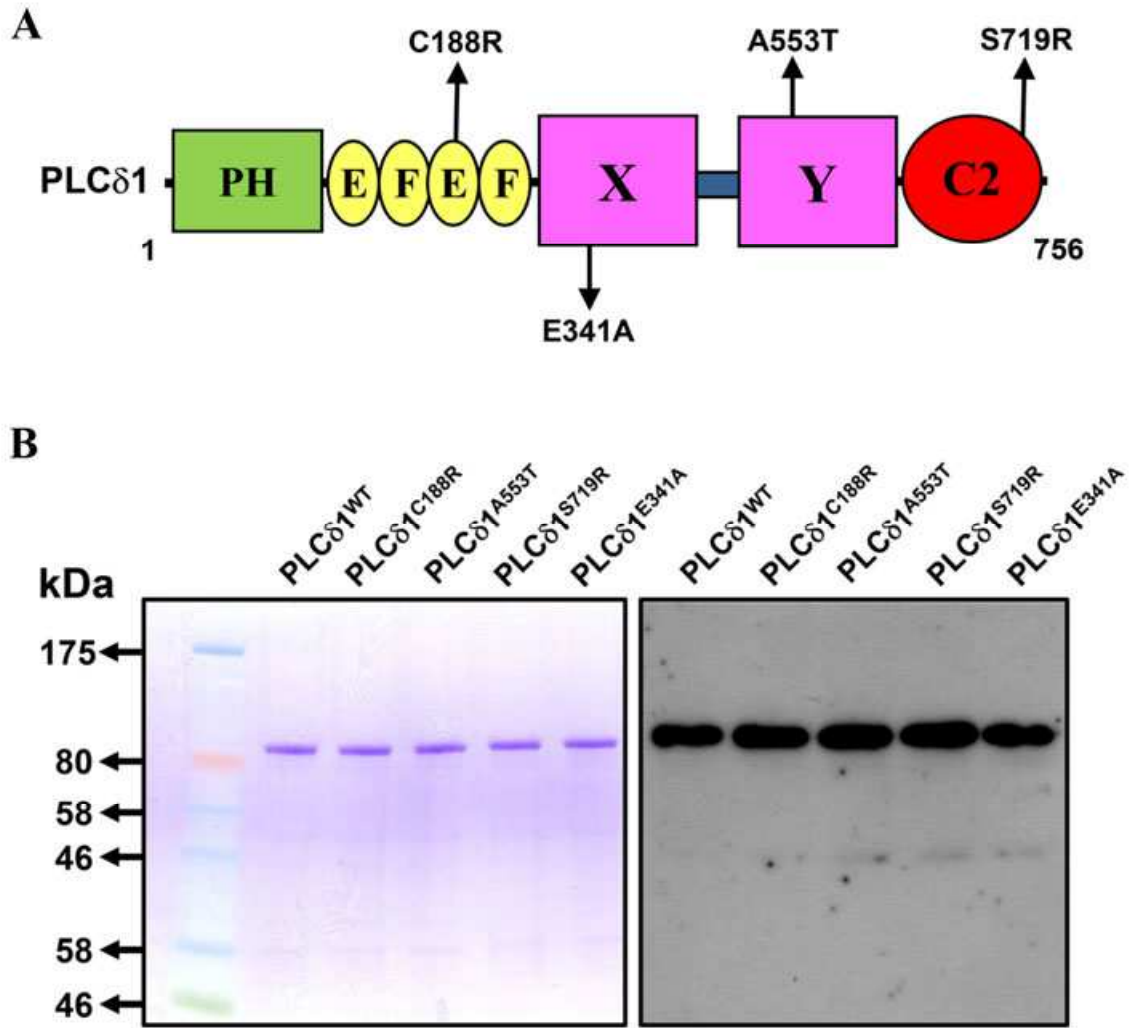 A
C188R
A553T
S719R
PLCδ1
PH
E
F
E
F
X
Y
C2
1
756
E341A
B
kDa
PLCδ1WT
PLCδ1C188R
PLCδ1A553T
PLCδ1S719R
PLCδ1E341A
PLCδ1WT
PLCδ1C188R
PLCδ1A553T
PLCδ1S719R
PLCδ1E341A
175
80
58
46
58
46